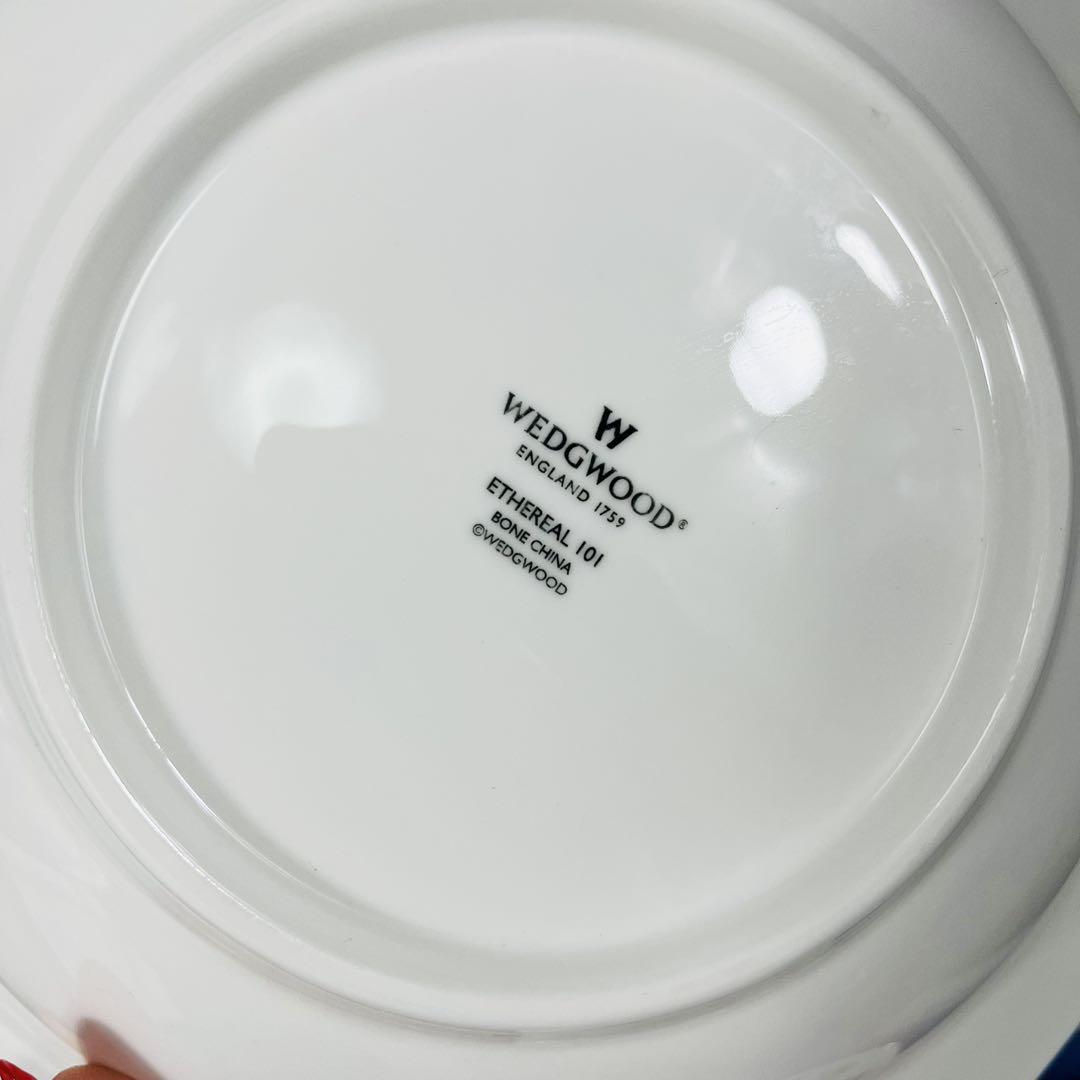 W
WEDGWOOD®
ENGLAND 1759
ETHEREAL 101
BONE CHINA
©WEDGWOOD